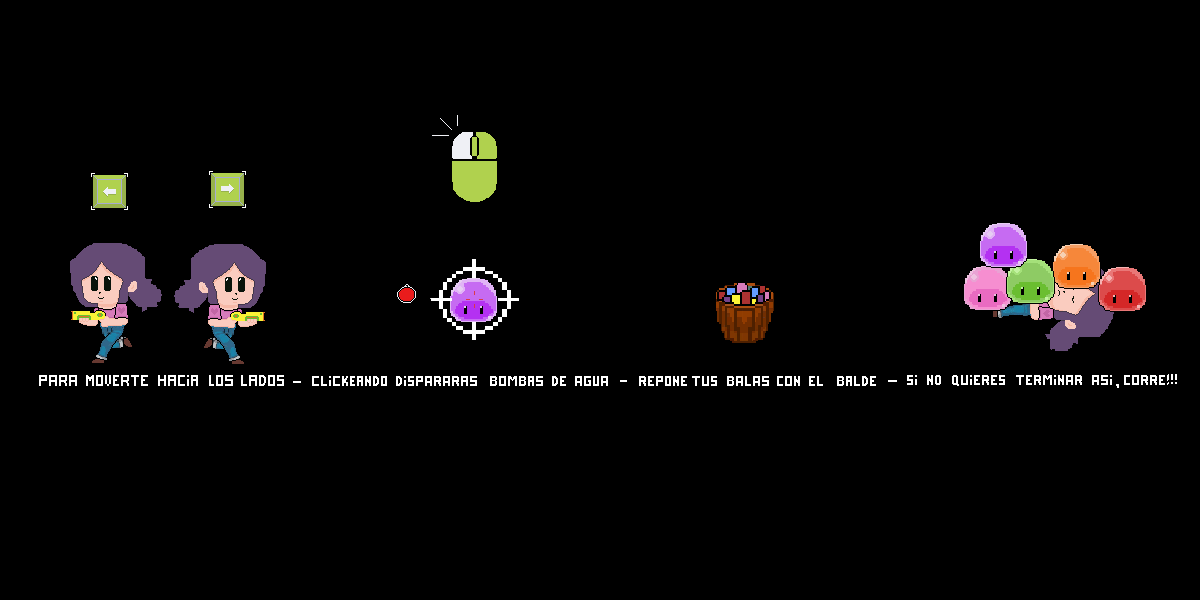 PARA MOVERTE HACiA LOS LADOS - CLiCKEANDO DiSPARARAS BOMBAS DE AGUA - REPONE TUS BALAS CON EL BALDE - Si NO QUiERES TERMiNAR ASi, CORRE!!!